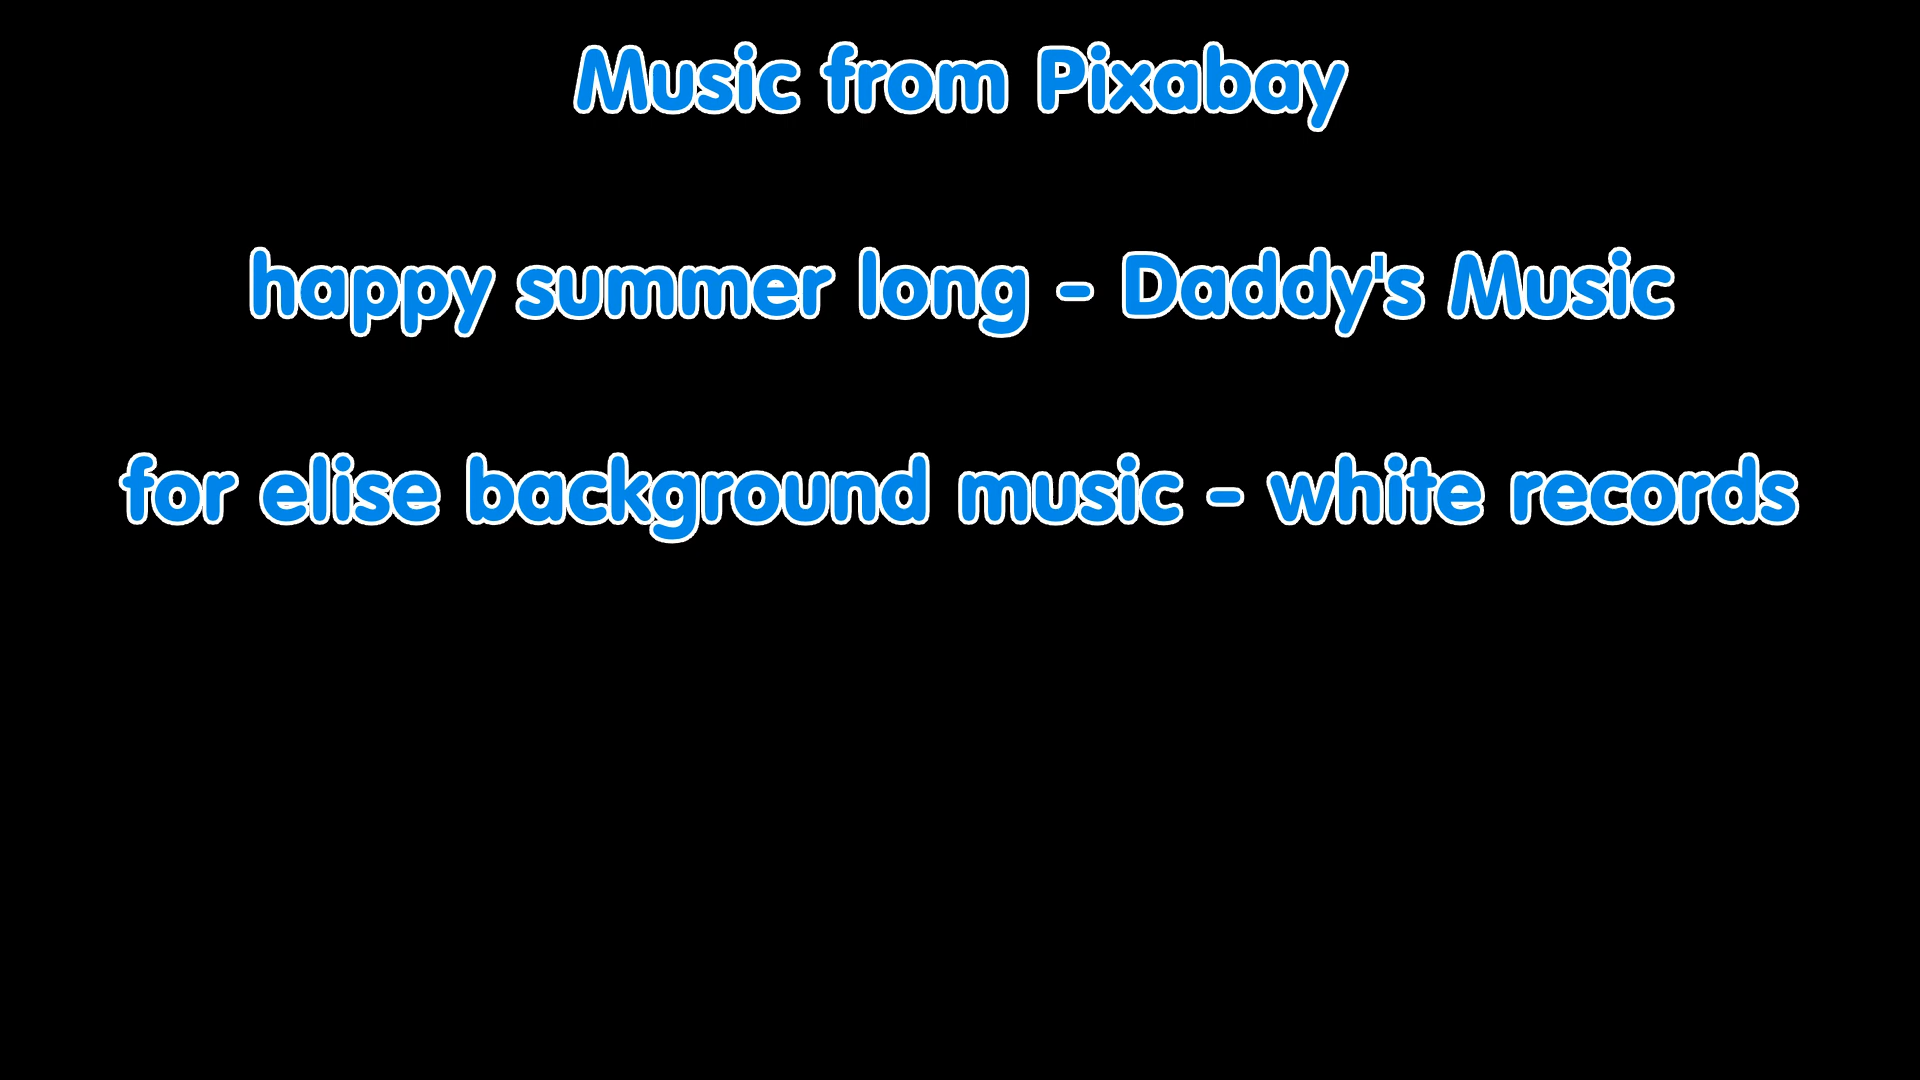 Music from Pixabay
happy summer long - Daddy's Music
for elise background music - white records